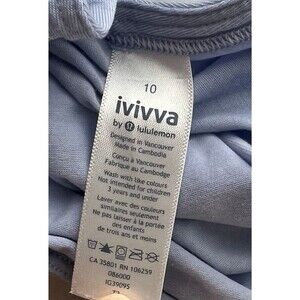 10
ivivva
by lululemon
Designed in Vancouver
Made in Cambodia
Conçu à Vancouver
Fabriqué au Cambodge
Wash with like colours
Not intended for children
3 years and under
Laver avec des couleurs
similaires seulement
Ne pas laisser à la portée
des enfants
de trois ans et moins
CA 35801 RN 106259
086000
IG39095